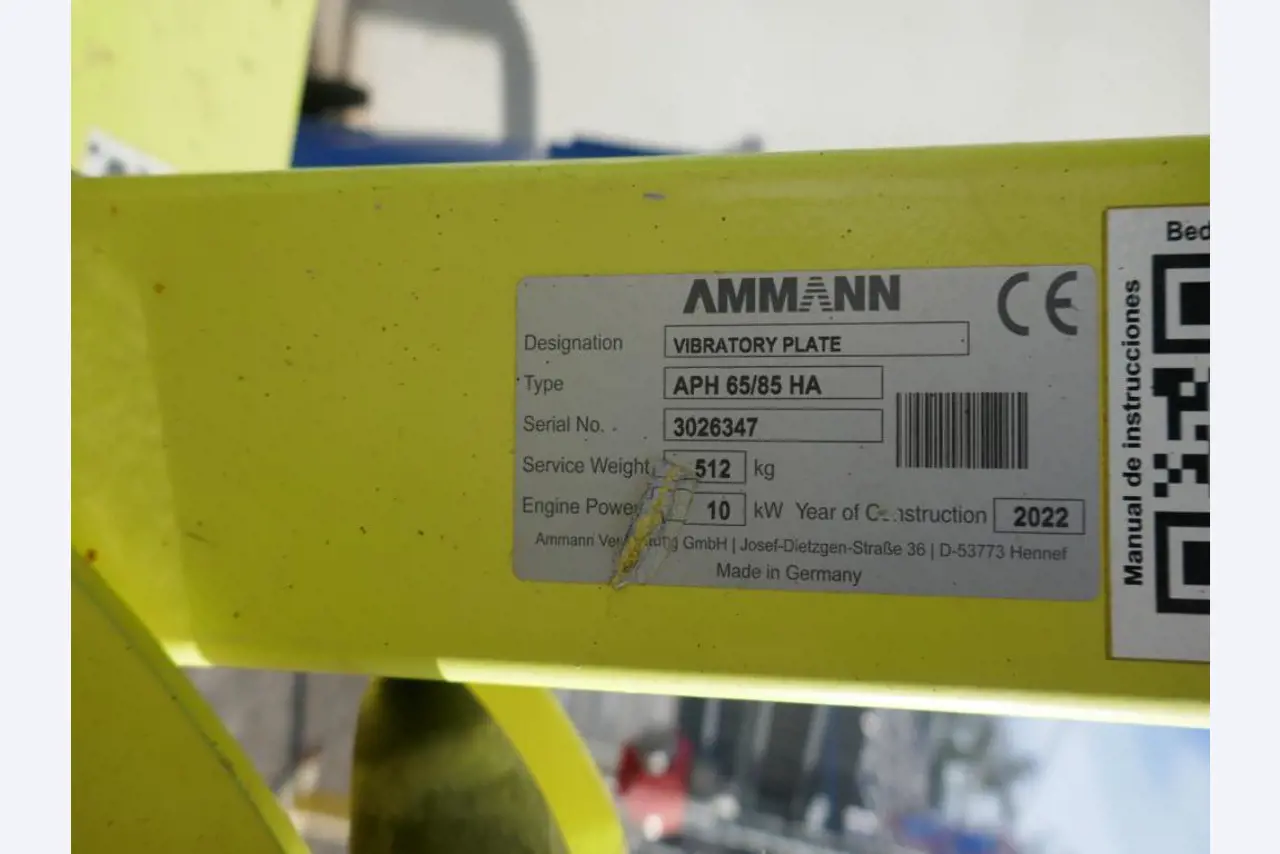 AMMANN
CE
Designation VIBRATORY PLATE
Type APH 65/85 HA
Serial No. 3026347
Service Weight 512 kg
Engine Power 10 kW Year of Construction 2022
Ammann GmbH | Josef-Dietzgen-Straße 36 | D-53773 Hennef
Made in Germany
Bed
Manual de instrucciones